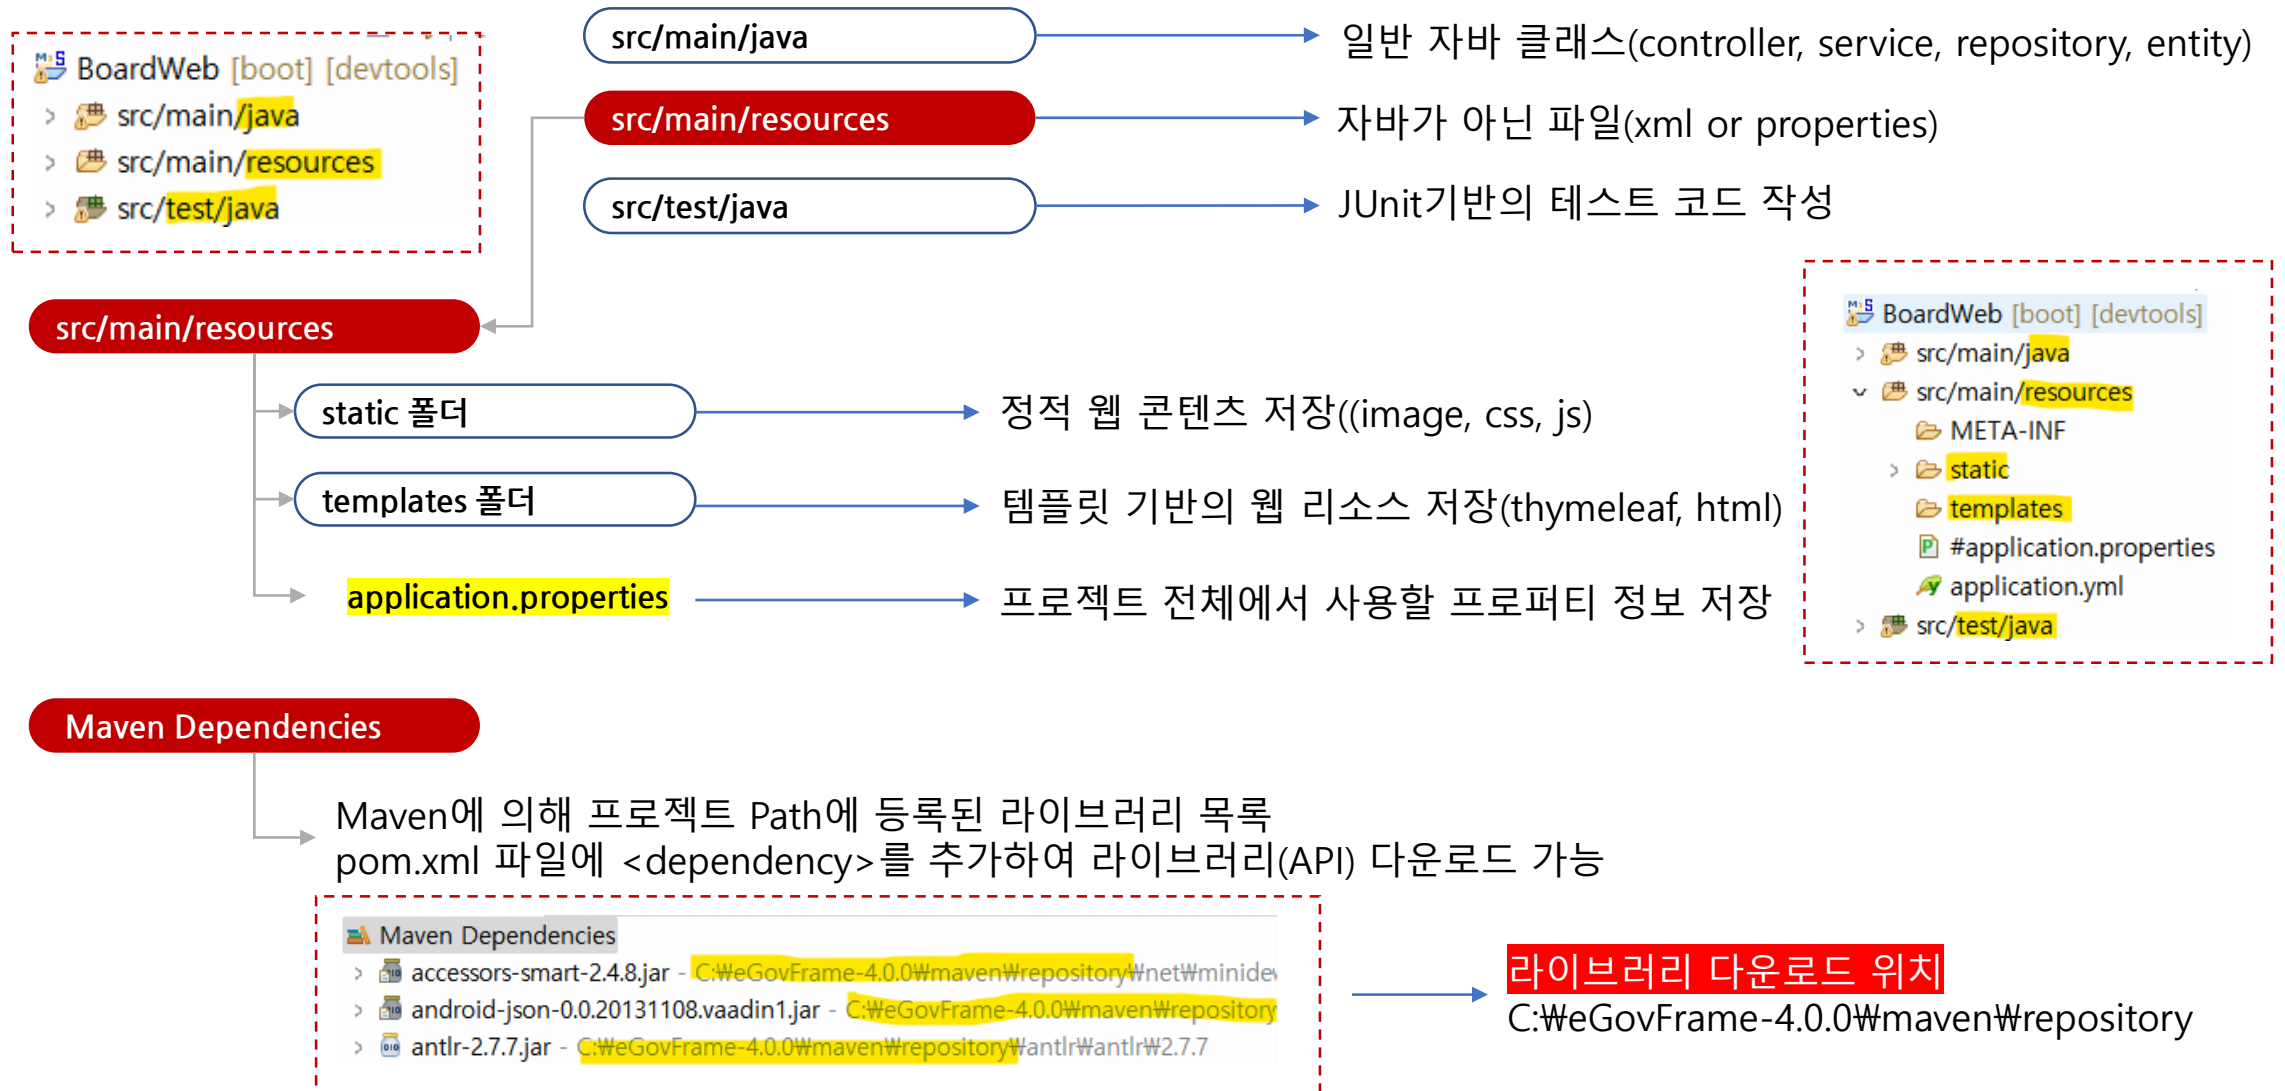 BoardWeb [boot] [devtools]
src/main/java
src/main/resources
src/test/java
src/main/java
일반 자바 클래스(controller, service, repository, entity)
src/main/resources
자바가 아닌 파일(xml or properties)
src/test/java
JUnit기반의 테스트 코드 작성
src/main/resources
static 폴더
정적 웹 콘텐츠 저장((image, css, js)
templates 폴더
템플릿 기반의 웹 리소스 저장(thymeleaf, html)
application.properties
프로젝트 전체에서 사용할 프로퍼티 정보 저장
BoardWeb [boot] [devtools]
src/main/java
src/main/resources
META-INF
static
templates
#application.properties
application.yml
src/test/java
Maven Dependencies
Maven에 의해 프로젝트 Path에 등록된 라이브러리 목록
pom.xml 파일에 <dependency>를 추가하여 라이브러리(API) 다운로드 가능
Maven Dependencies
accessors-smart-2.4.8.jar - C:₩eGovFrame-4.0.0₩maven₩repository₩net₩minidev
android-json-0.0.20131108.vaadin1.jar - C:₩eGovFrame-4.0.0₩maven₩repository
antlr-2.7.7.jar - C:₩eGovFrame-4.0.0₩maven₩repository₩antlr₩antlr₩2.7.7
라이브러리 다운로드 위치
C:₩eGovFrame-4.0.0₩maven₩repository